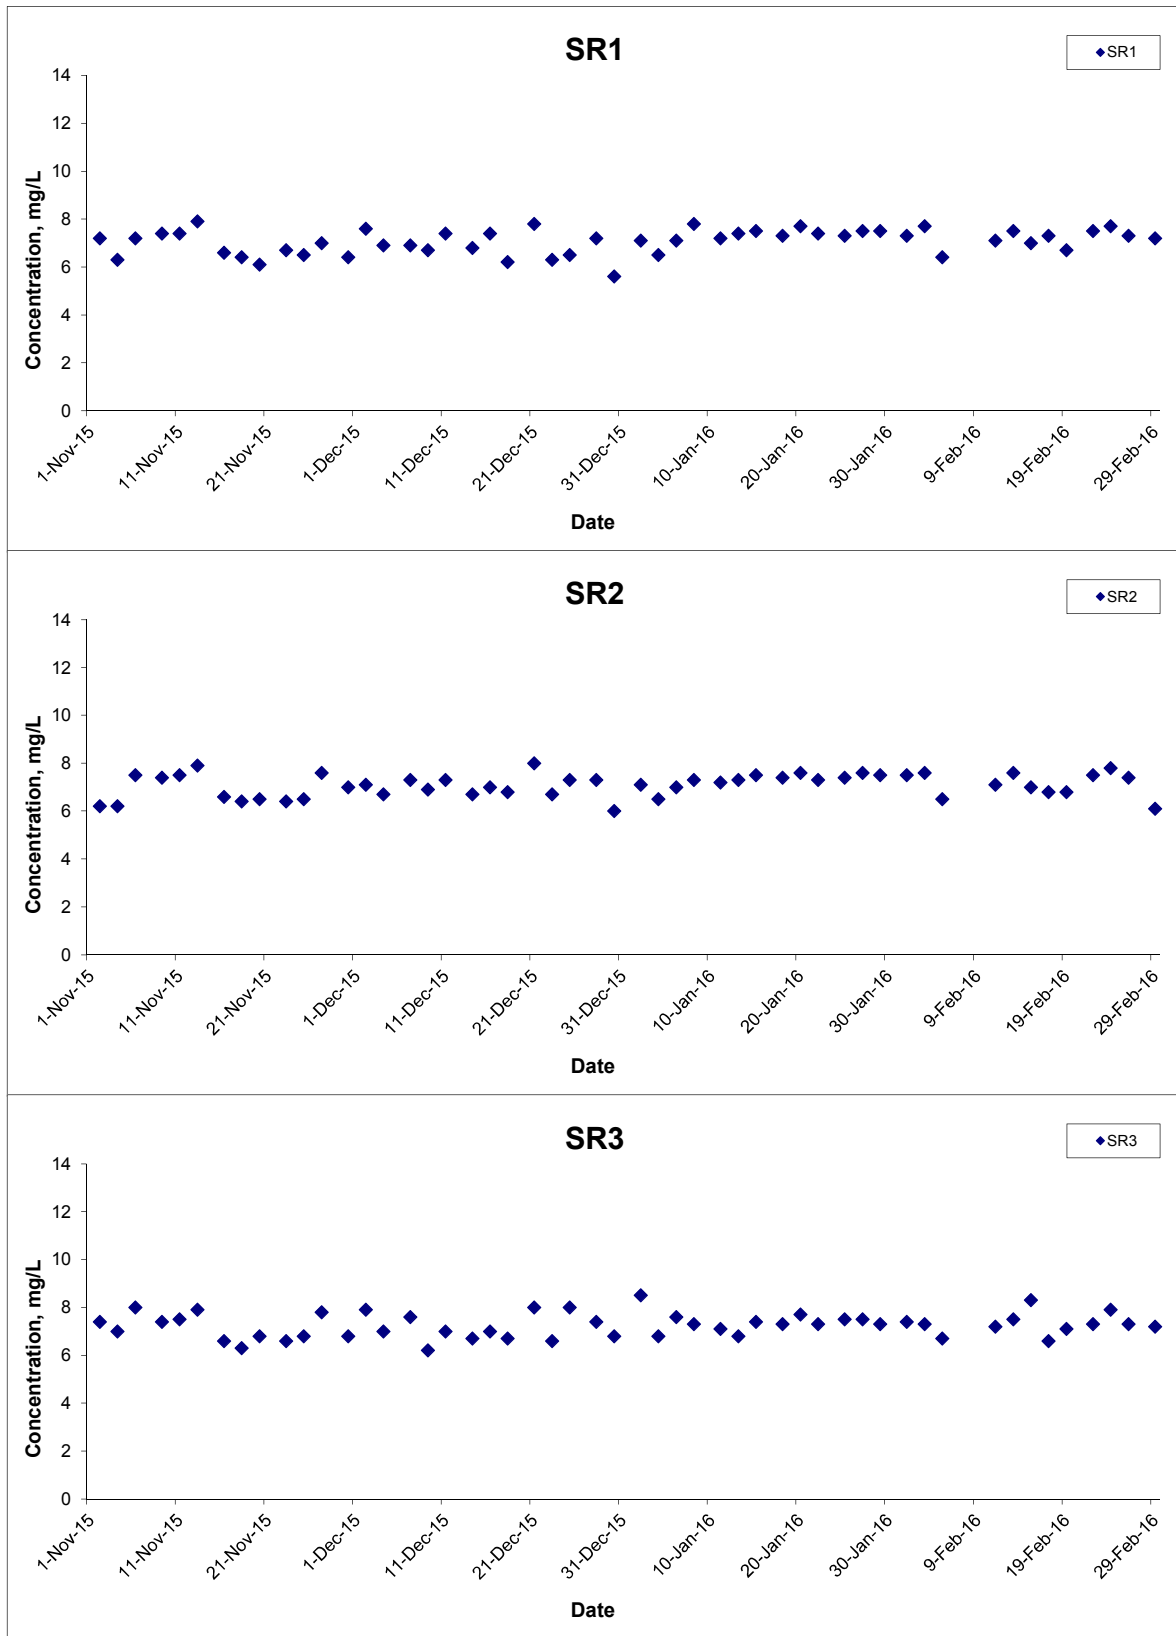 SR1
SR1
14
12
10
8
6
4
2
0
Concentration, mg/L
1-Nov-15
11-Nov-15
21-Nov-15
1-Dec-15
11-Dec-15
21-Dec-15
31-Dec-15
10-Jan-16
20-Jan-16
30-Jan-16
9-Feb-16
19-Feb-16
29-Feb-16
Date
SR2
SR2
14
12
10
8
6
4
2
0
Concentration, mg/L
1-Nov-15
11-Nov-15
21-Nov-15
1-Dec-15
11-Dec-15
21-Dec-15
31-Dec-15
10-Jan-16
20-Jan-16
30-Jan-16
9-Feb-16
19-Feb-16
29-Feb-16
Date
SR3
SR3
14
12
10
8
6
4
2
0
Concentration, mg/L
1-Nov-15
11-Nov-15
21-Nov-15
1-Dec-15
11-Dec-15
21-Dec-15
31-Dec-15
10-Jan-16
20-Jan-16
30-Jan-16
9-Feb-16
19-Feb-16
29-Feb-16
Date